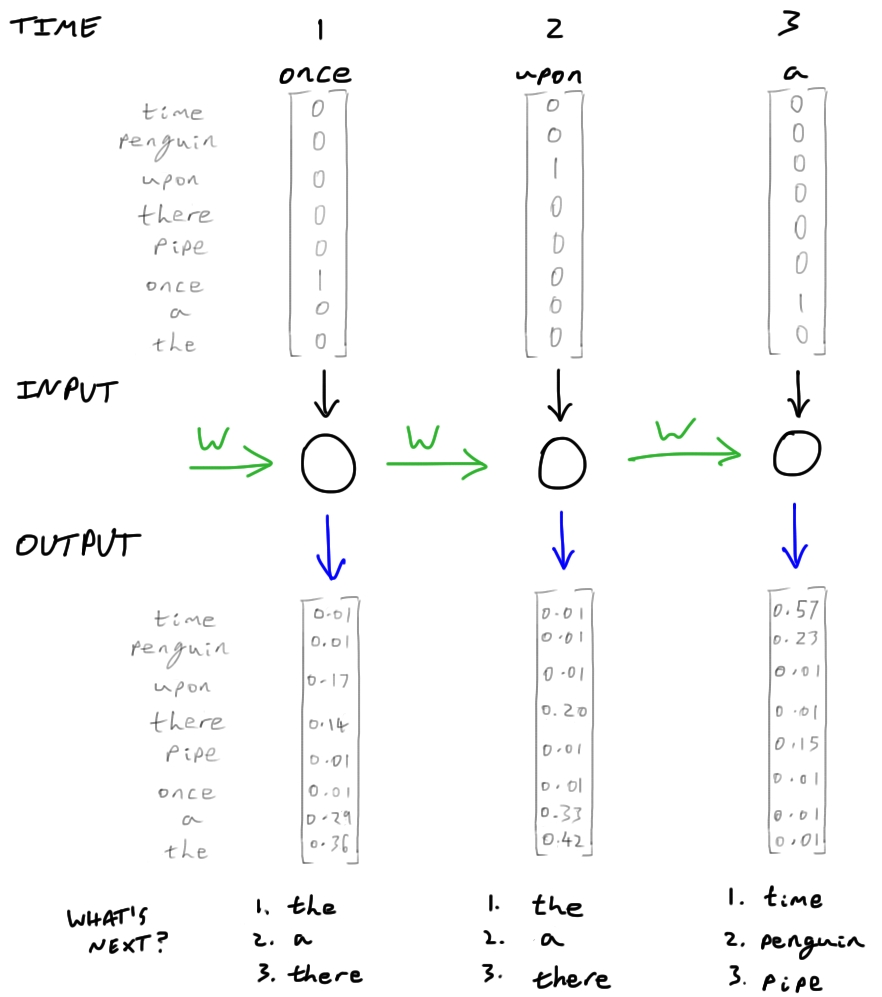 TIME 1 2 3
once upon a
time 0 0 0
penguin 0 0 0
upon 0 1 0
there 0 0 0
pipe 0 0 0
once 1 0 0
a 0 0 1
the 0 0 0
INPUT
W W W
OUTPUT
time 0.01 0.01 0.57
penguin 0.01 0.01 0.23
upon 0.17 0.01 0.01
there 0.14 0.20 0.01
pipe 0.01 0.01 0.15
once 0.01 0.01 0.01
a 0.29 0.33 0.01
the 0.36 0.42 0.01
WHAT'S
NEXT?
1. the 1. the 1. time
2. a 2. a 2. penguin
3. there 3. there 3. pipe